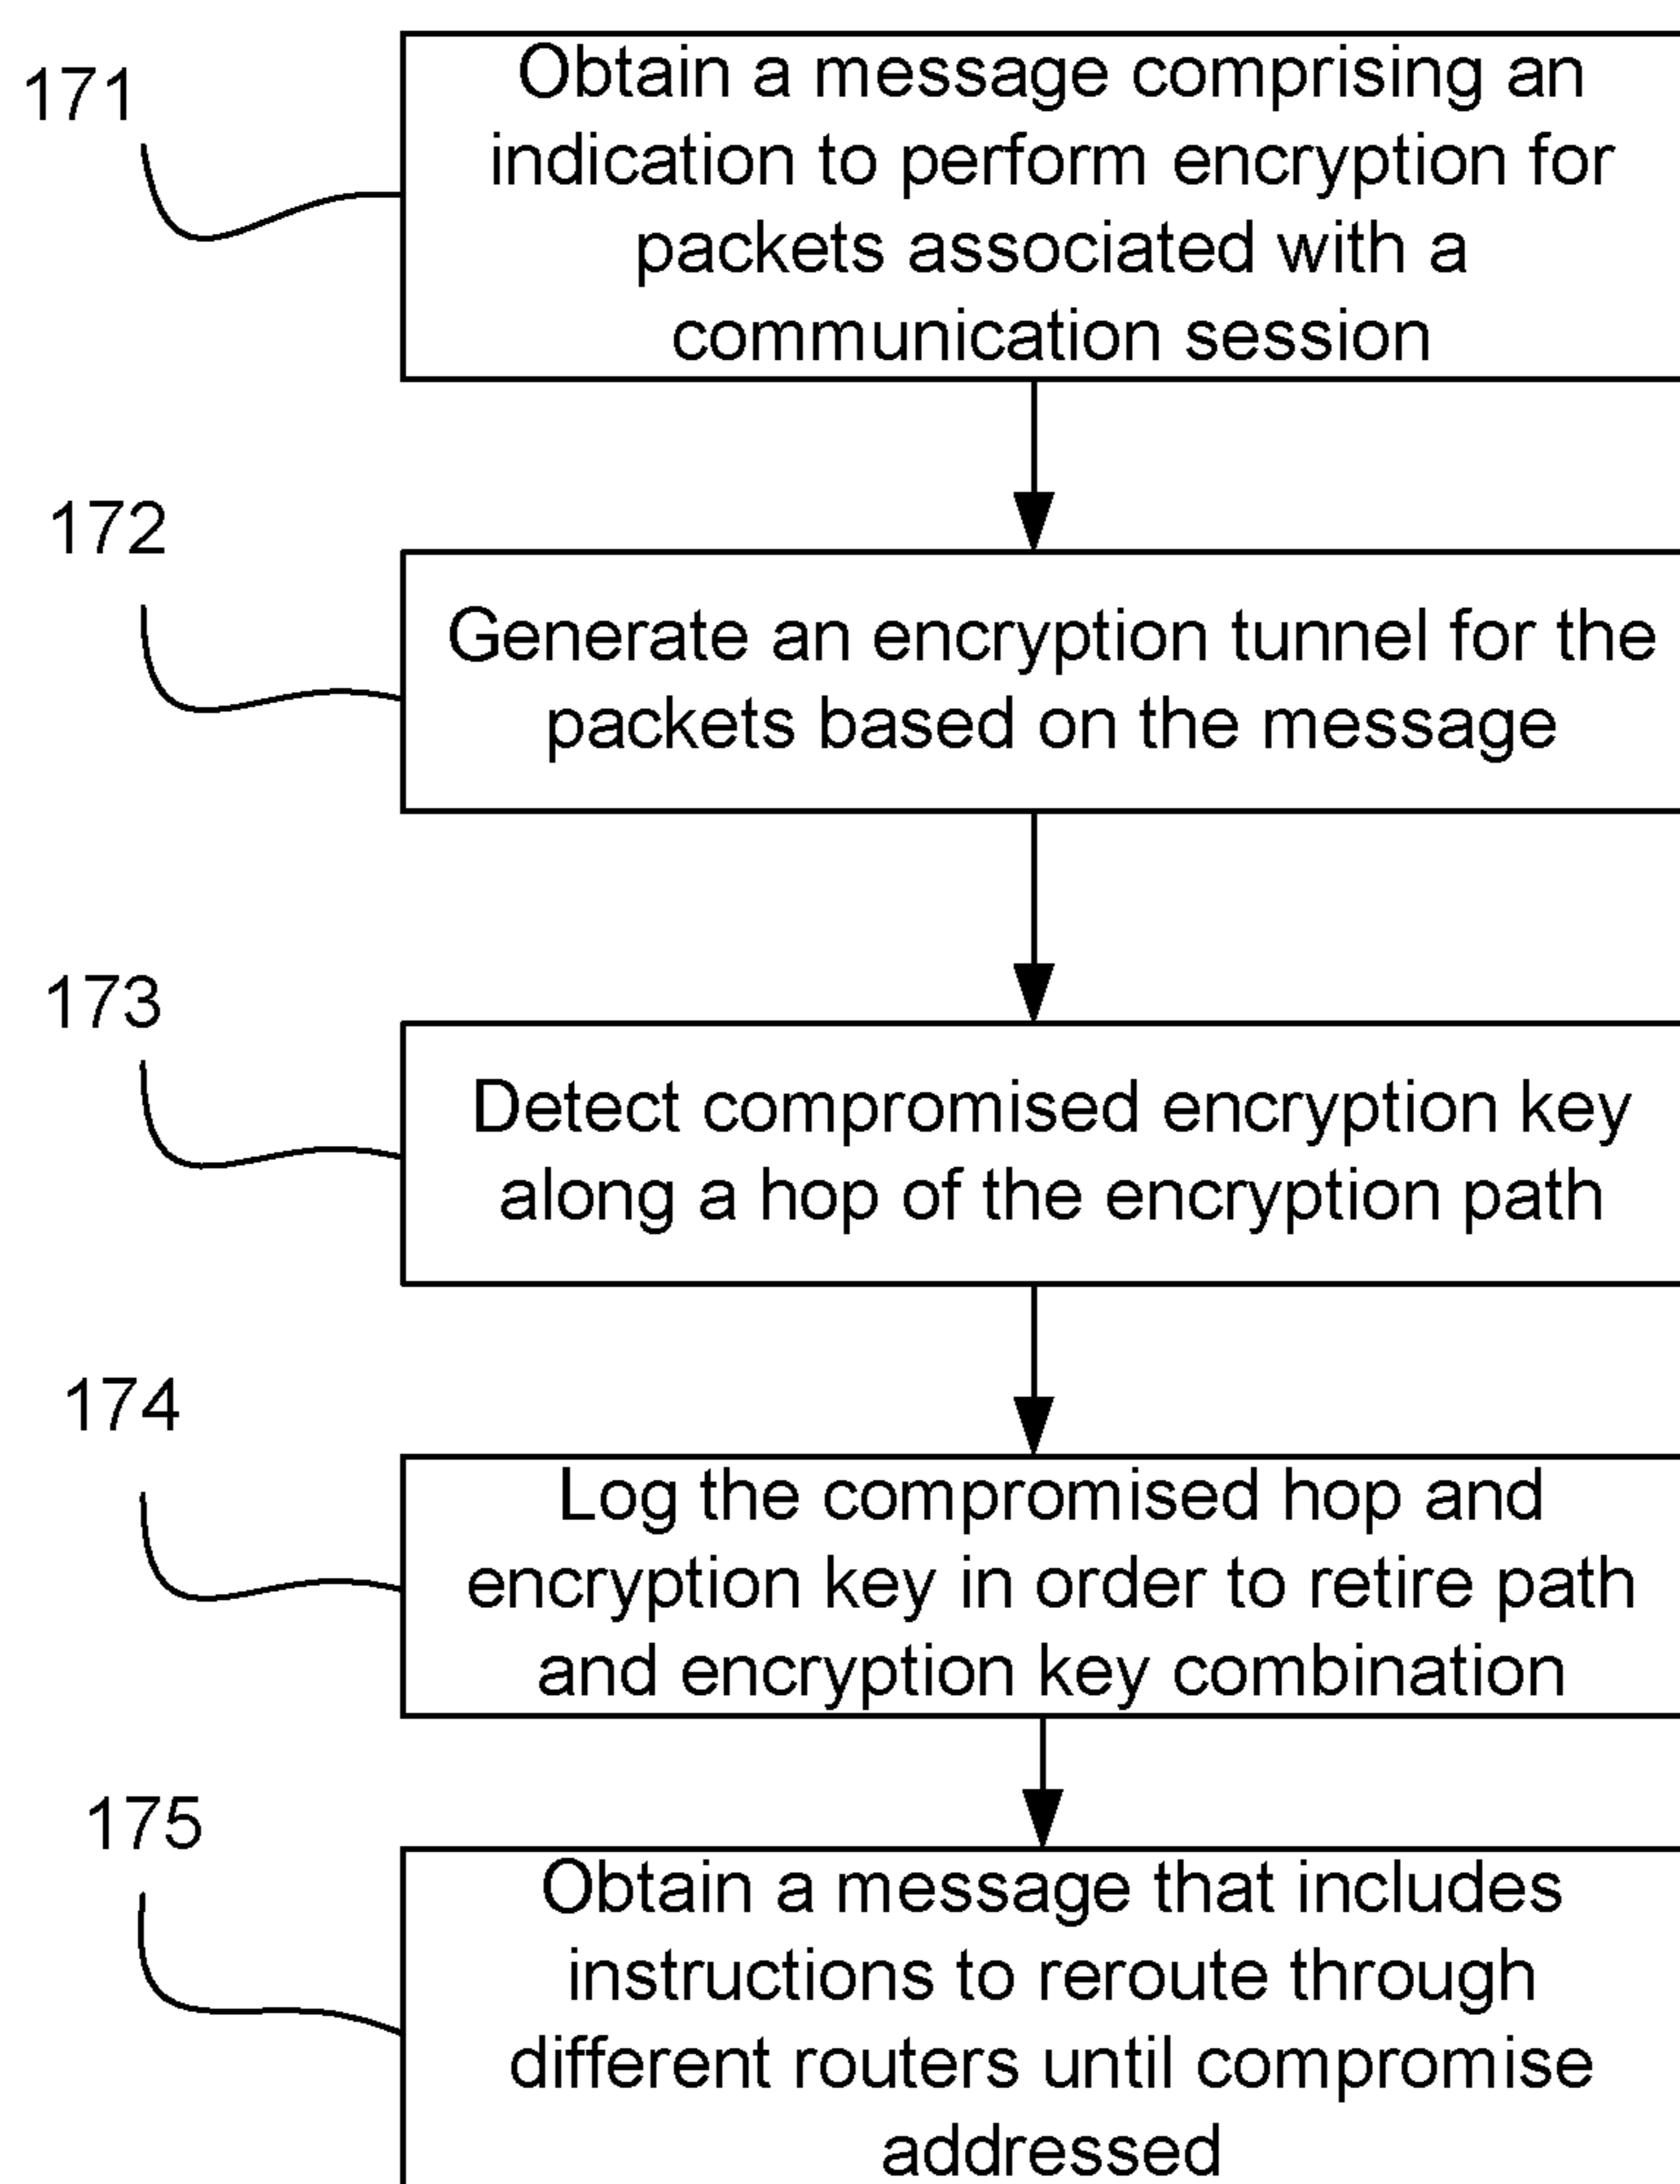 171
Obtain a message comprising an
indication to perform encryption for
packets associated with a
communication session
172
Generate an encryption tunnel for the
packets based on the message
173
Detect compromised encryption key
along a hop of the encryption path
174
Log the compromised hop and
encryption key in order to retire path
and encryption key combination
175
Obtain a message that includes
instructions to reroute through
different routers until compromise
addressed